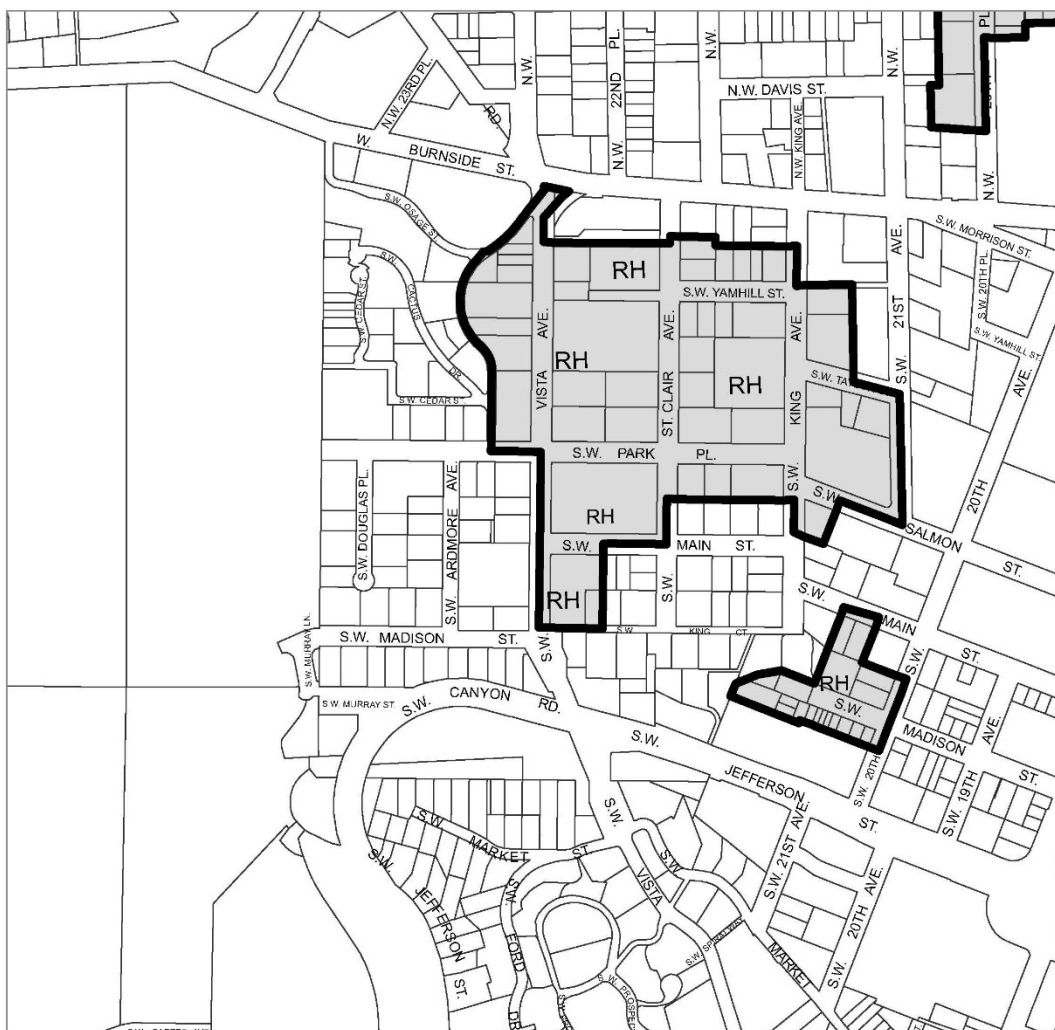 N.W. 23RD PL.
RD.
N.W.
22ND PL.
N.W.
N.W.
N.W. DAVIS ST.
N.W. KING AVE.
N.W.
PL.
N.W.
W. BURNSIDE ST.
S.W. OSAGE ST.
S.W. CEDAR ST.
S.W. CACTUS DR.
S.W. CEDAR ST.
S.W. MORRISON ST.
S.W. 20TH PL.
S.W. YAMHILL ST.
S.W. 21ST AVE.
RH
S.W. YAMHILL ST.
VISTA AVE.
RH
ST. CLAIR AVE.
RH
KING AVE.
S.W.
S.W. PARK PL.
RH
S.W. MAIN ST.
S.W.
RH
S.W. KING CT.
S.W. SALMON ST.
S.W. 20TH AVE.
S.W. MAIN ST.
RH
S.W. MADISON ST.
S.W. 20TH
S.W. 19TH AVE.
S.W. DOUGLAS PL.
S.W. ARDMORE AVE.
S.W. MADISON ST.
S.W. MURRAY LN.
S.W. MURRAY ST.
S.W. CANYON RD.
S.W. JEFFERSON ST.
S.W. VISTA
S.W. MARKET ST.
S.W. JEFFERSON ST.
S.W. FORD DR.
S.W. SPIRAL WAY
S.W. MARKET
S.W. 21ST AVE.
S.W. 20TH AVE.